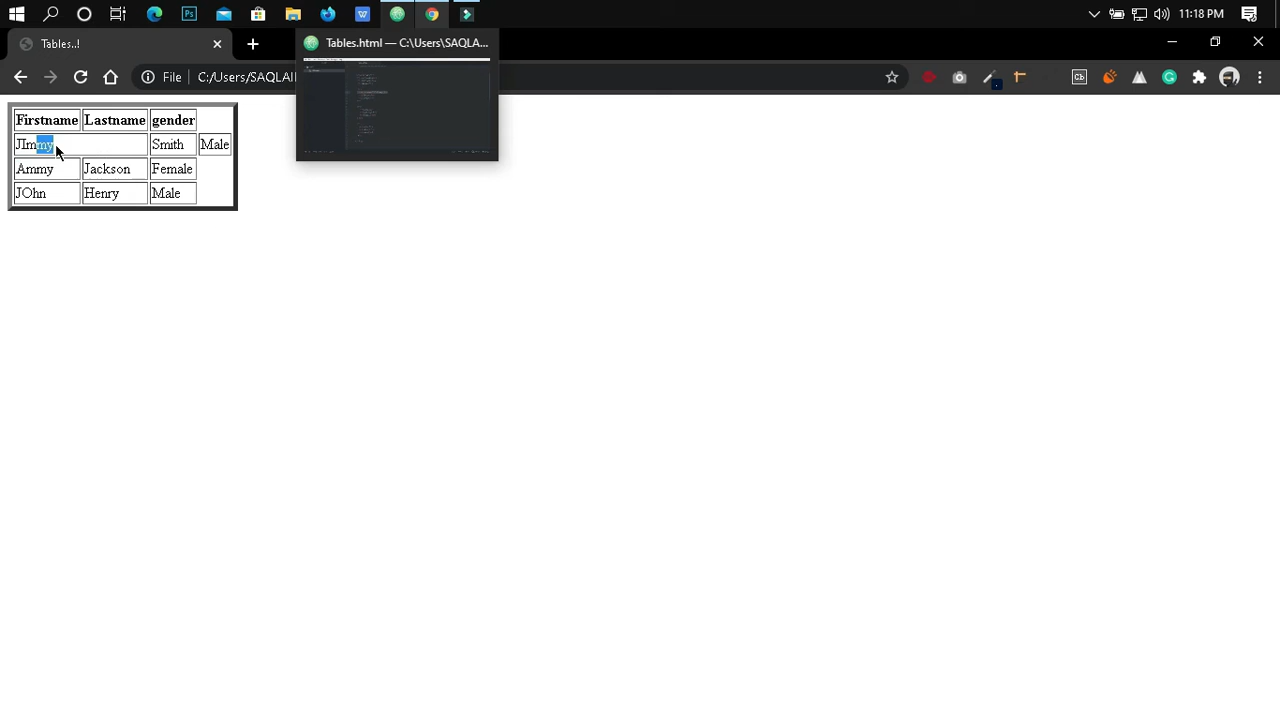 11:18 PM
Tables..!
Tables.html — C:\Users\SAQLA...
File
C:/Users/SAQLAI
Firstname Lastname gender
JImmy Smith Male
Ammy Jackson Female
JOhn Henry Male